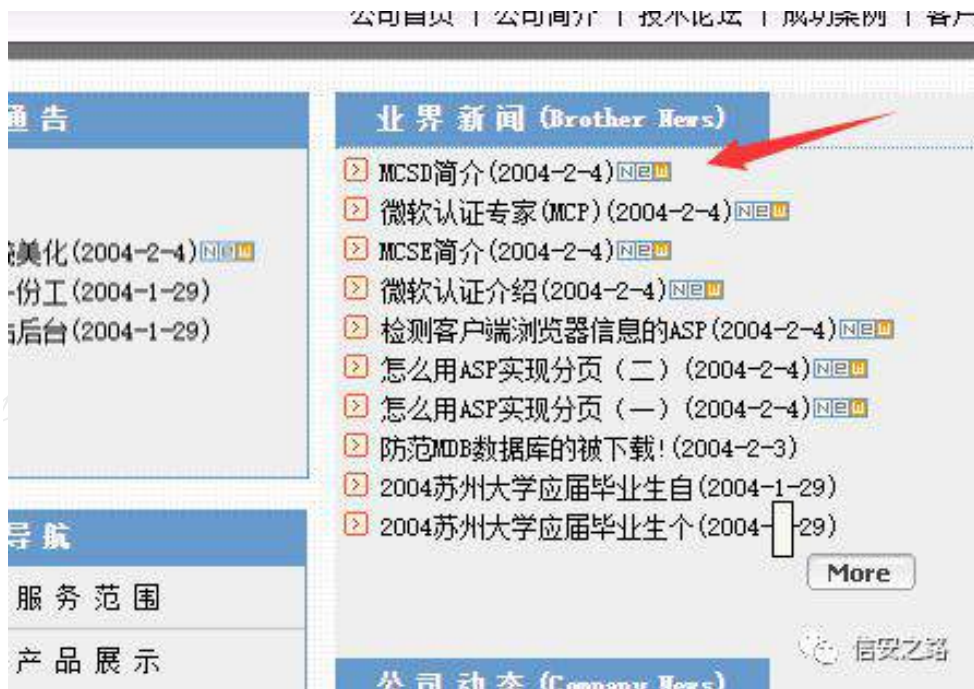 公司首页 | 公司简介 | 技术论坛 | 成功案例 | 客户
通 告
美化(2004-2-4)New
份工(2004-1-29)
后台(2004-1-29)
业 界 新 闻 (Brother News)
MCSD简介(2004-2-4)New
微软认证专家(MCP)(2004-2-4)New
MCSE简介(2004-2-4)New
微软认证介绍(2004-2-4)New
检测客户端浏览器信息的ASP(2004-2-4)New
怎么用ASP实现分页（二）(2004-2-4)New
怎么用ASP实现分页（一）(2004-2-4)New
防范MDB数据库的被下载!(2004-2-3)
2004苏州大学应届毕业生自(2004-1-29)
2004苏州大学应届毕业生个(2004- -29)
More
导 航
服 务 范 围
产 品 展 示
公 司 动 态 (Company News)
信安之路